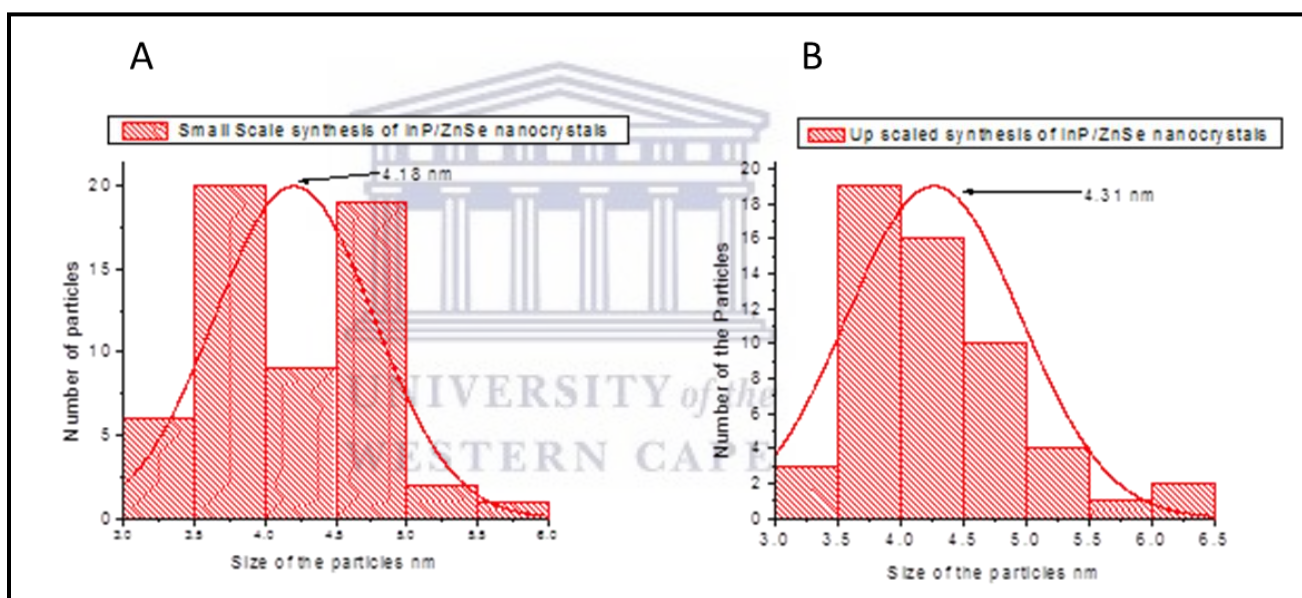 A
B
Small Scale synthesis of InP/ZnSe nanocrystals
Up scaled synthesis of InP/ZnSe nanocrystals
4.18 nm
4.31 nm
Number of particles
20
15
10
5
0
3.0 3.5 4.0 4.5 5.0 5.5 6.0
Size of the particles nm
Number of the Particles
20
18
16
14
12
10
8
6
4
2
0
3.0 3.5 4.0 4.5 5.0 5.5 6.0 6.5
Size of the particles nm
UNIVERSITY of the
WESTERN CAPE